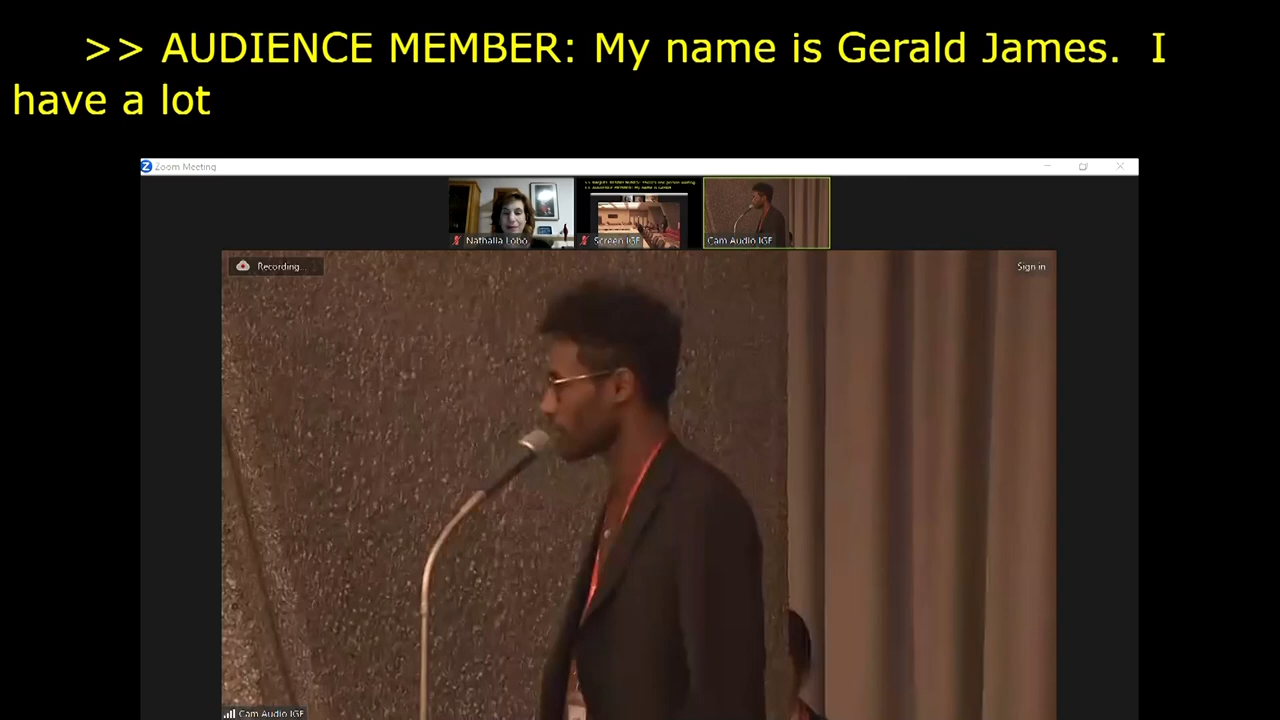 >> AUDIENCE MEMBER: My name is Gerald James.  I
have a lot
Zoom Meeting
Nathalia Lobo
Screen IGF
Cam Audio IGF
Recording...
Sign in
Cam Audio IGF